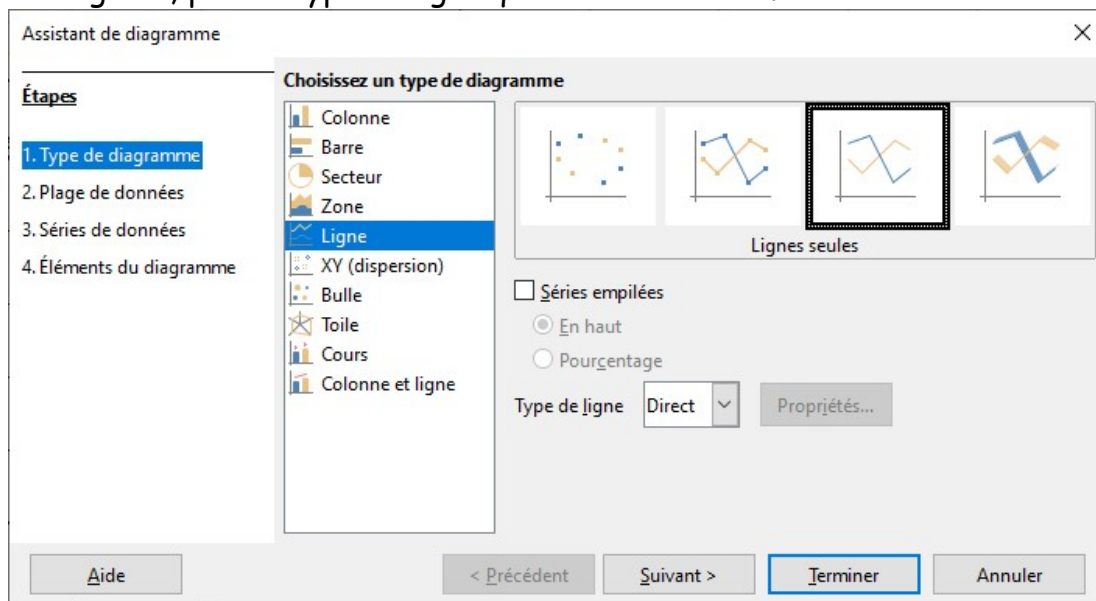 Assistant de diagramme
Étapes
1. Type de diagramme
2. Plage de données
3. Séries de données
4. Éléments du diagramme
Choisissez un type de diagramme
Colonne
Barre
Secteur
Zone
Ligne
XY (dispersion)
Bulle
Toile
Cours
Colonne et ligne
Lignes seules
Séries empilées
En haut
Pourcentage
Type de ligne Direct Propriétés...
Aide < Précédent Suivant > Terminer Annuler